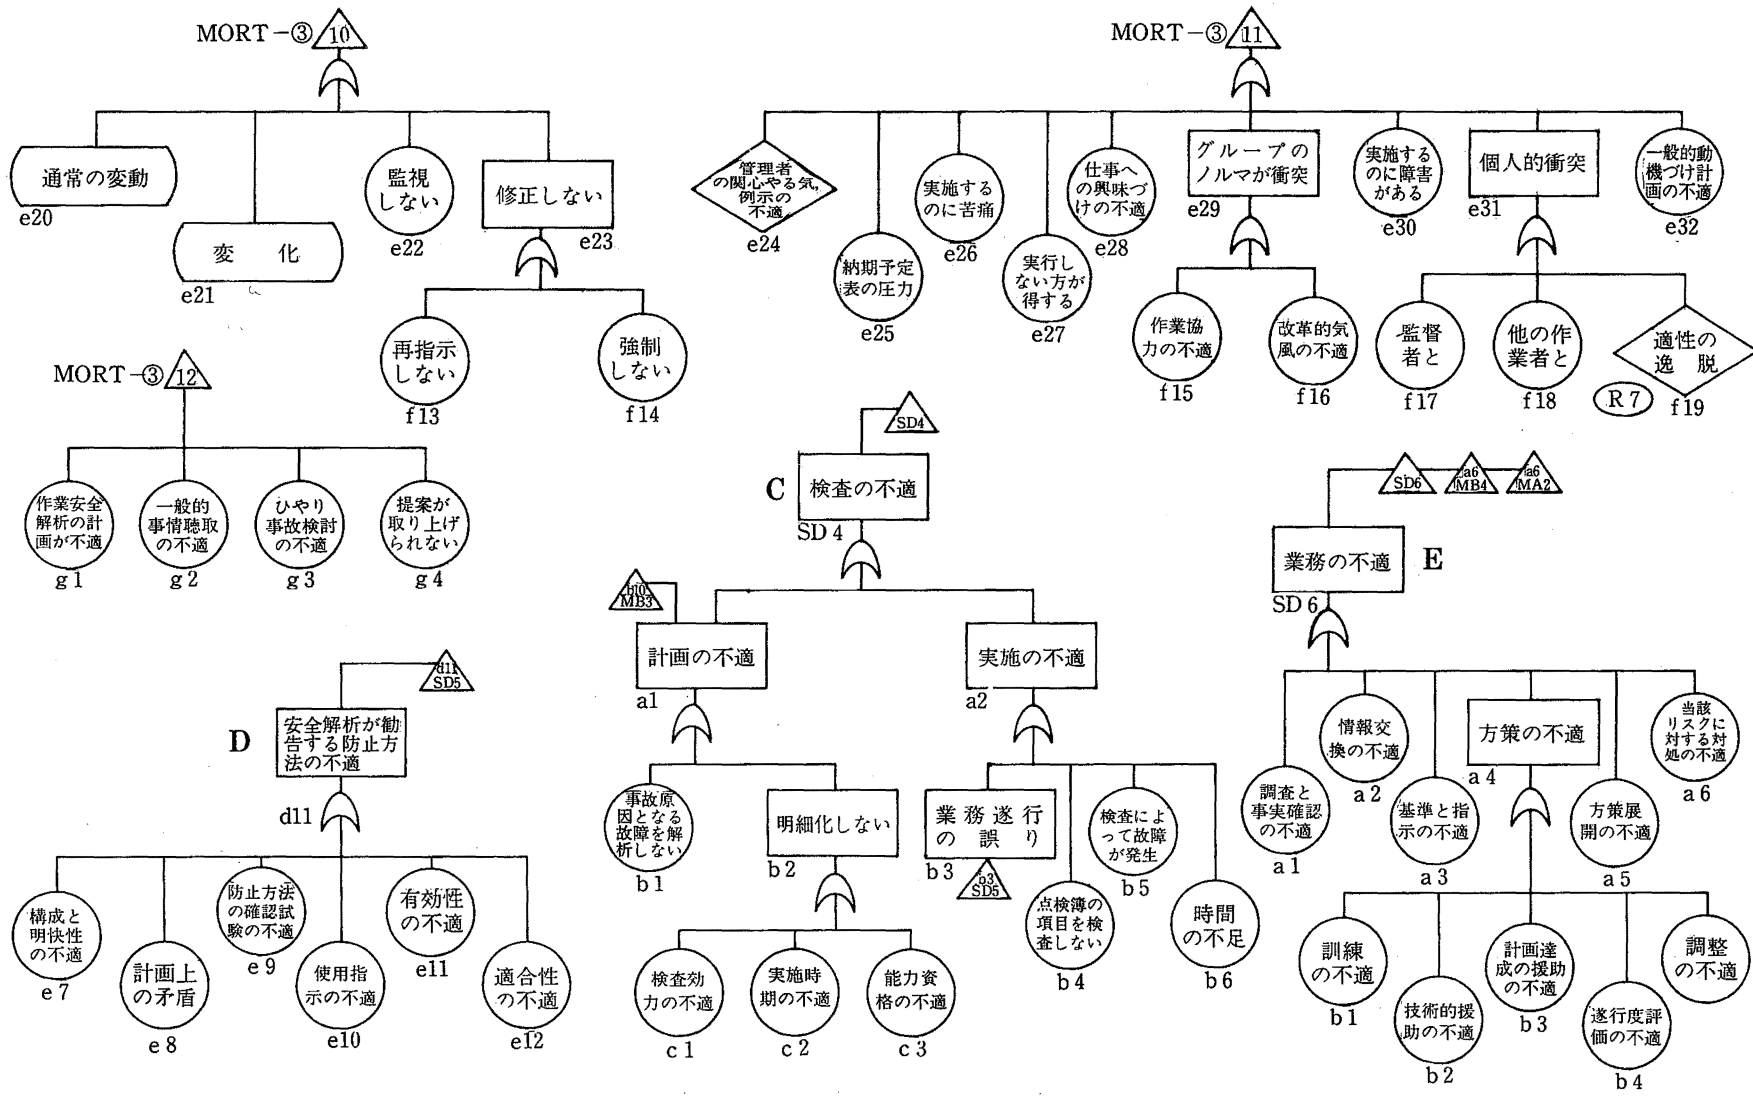 MORT-③
10
通常の変動
e20
変　化
e21
監視
しない
e22
修正しない
e23
再指示
しない
f13
強制
しない
f14
MORT-③
11
管理者
の関心やる気,
例示の
不適
e24
納期予定
表の圧力
e25
実施する
のに苦痛
e26
実行し
ない方が
得する
e27
仕事へ
の興味づ
けの不適
e28
グループの
ノルマが衝突
e29
実施する
のに障害
がある
e30
個人的衝突
e31
一般的動
機づけ計
画の不適
e32
作業協
力の不適
f15
改革的気
風の不適
f16
監督
者と
f17
他の作
業者と
f18
適性の
逸　脱
R7
f19
MORT-③
12
作業安全
解析の計
画が不適
g1
一般的
事情聴取
の不適
g2
ひやり
事故検討
の不適
g3
提案が
取り上げ
られない
g4
SD4
C
検査の不適
SD4
b10
MB3
計画の不適
a1
実施の不適
a2
事故原
因となる
故障を解
析しない
b1
明細化しない
b2
業務遂行
の誤り
b3
b3
SD5
点検簿の
項目を検
査しない
b4
検査によ
って故障
が発生
b5
時間
の不足
b6
検査効
力の不適
c1
実施時
期の不適
c2
能力資
格の不適
c3
d11
SD5
D
安全解析が勧
告する防止方
法の不適
d11
構成と
明快性
の不適
e7
計画上
の矛盾
e8
防止方法
の確認試
験の不適
e9
使用指
示の不適
e10
有効性
の不適
e11
適合性
の不適
e12
SD6
a6
MB4
a6
MA2
業務の不適
E
SD6
調査と
事実確認
の不適
a1
情報交
換の不適
a2
基準と指
示の不適
a3
方策の不適
a4
方策展
開の不適
a5
当該
リスクに
対する対
処の不適
a6
訓練
の不適
b1
技術的援
助の不適
b2
計画達
成の援助
の不適
b3
遂行度評
価の不適
b4
調整
の不適